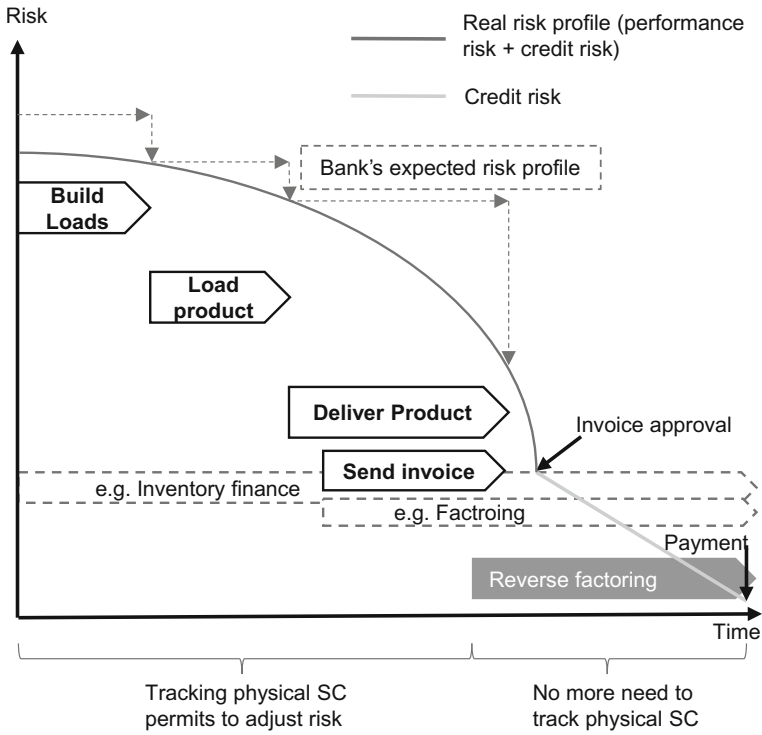 Risk
Real risk profile (performance
risk + credit risk)
Credit risk
Bank's expected risk profile
Build
Loads
Load
product
Deliver Product
Invoice approval
Send invoice
e.g. Inventory finance
e.g. Factroing
Payment
Reverse factoring
Time
Tracking physical SC
permits to adjust risk
No more need to
track physical SC